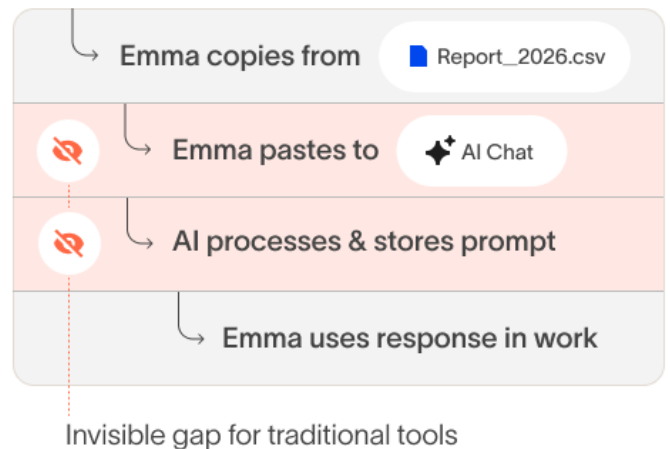 Emma copies from Report_2026.csv
Emma pastes to AI Chat
AI processes & stores prompt
Emma uses response in work
Invisible gap for traditional tools